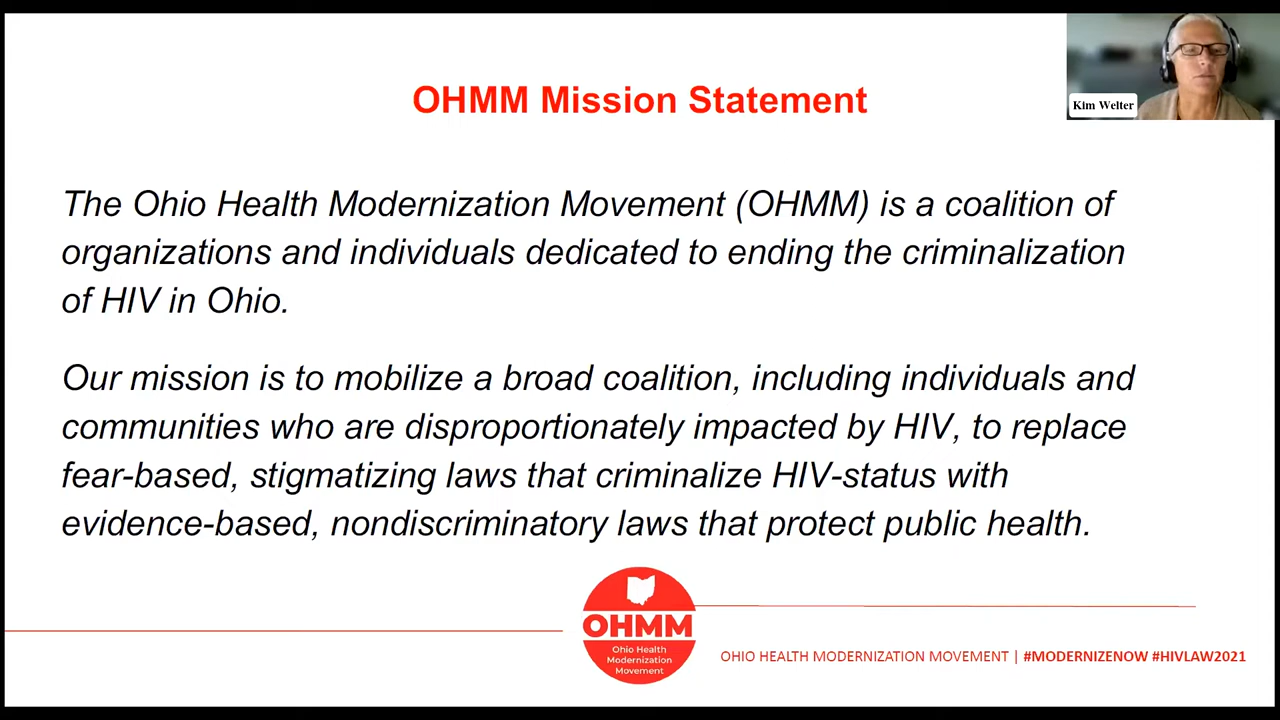 Kim Welter
OHMM Mission Statement
The Ohio Health Modernization Movement (OHMM) is a coalition of
organizations and individuals dedicated to ending the criminalization
of HIV in Ohio.
Our mission is to mobilize a broad coalition, including individuals and
communities who are disproportionately impacted by HIV, to replace
fear-based, stigmatizing laws that criminalize HIV-status with
evidence-based, nondiscriminatory laws that protect public health.
OHMM
Ohio Health
Modernization
Movement
OHIO HEALTH MODERNIZATION MOVEMENT | #MODERNIZENOW #HIVLAW2021